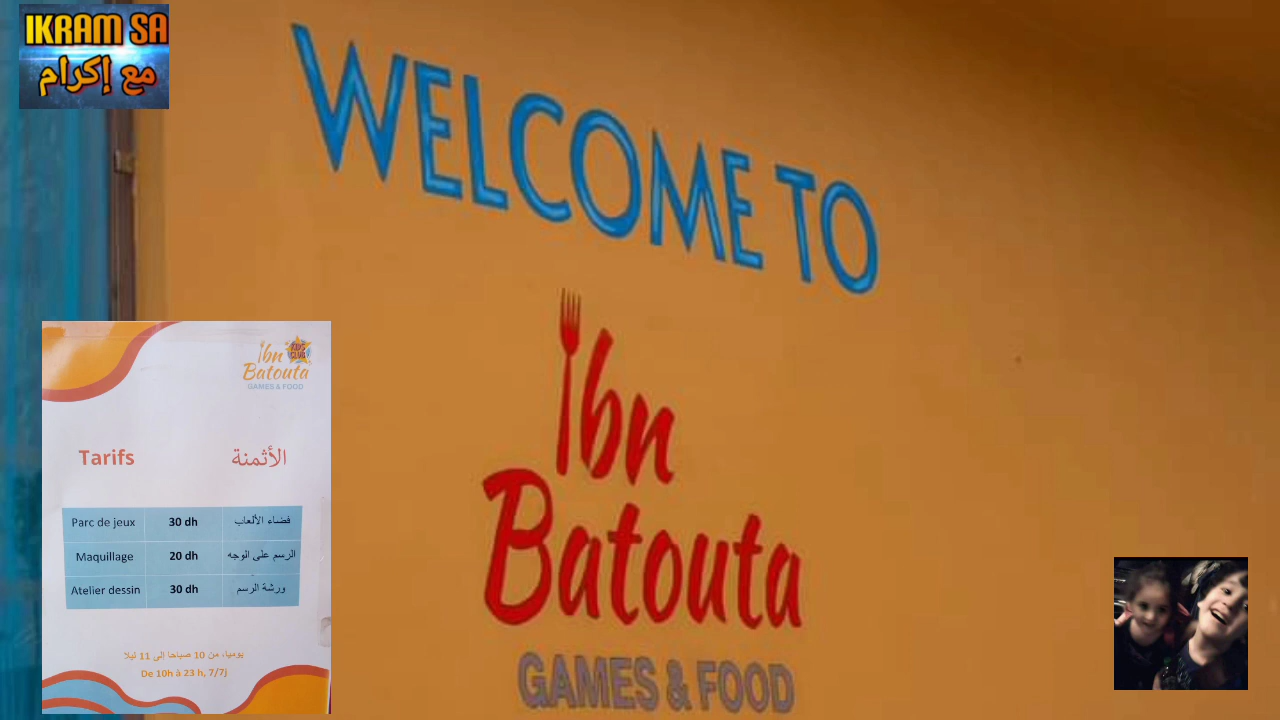 IKRAM SA
مع إكرام
WELCOME TO
Ibn
Batouta
GAMES & FOOD
Ibn
KIDS
CLUB
Batouta
GAMES & FOOD
Tarifs الأثمنة
Parc de jeux 30 dh فضاء الألعاب
Maquillage 20 dh الرسم على الوجه
Atelier dessin 30 dh ورشة الرسم
يوميا، من 10 صباحا إلى 11 ليلا
De 10h à 23 h, 7/7j